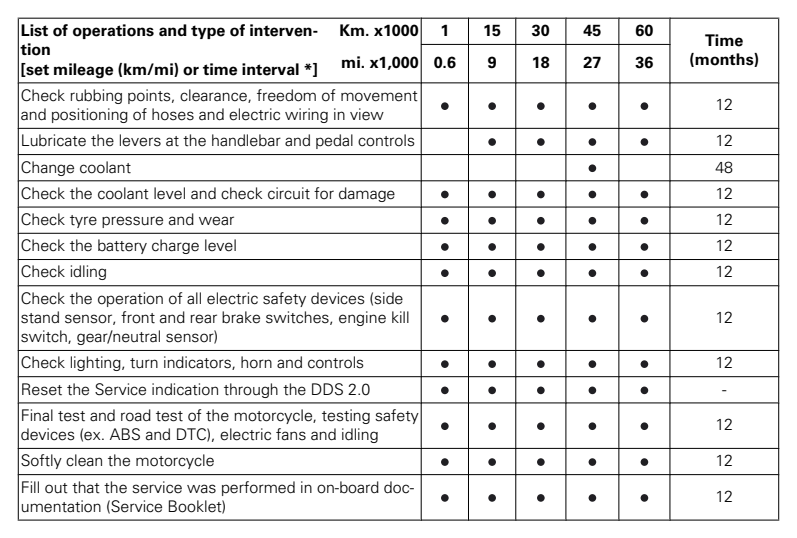 List of operations and type of interven- Km. x1000 1 15 30 45 60 Time
tion
[set mileage (km/mi) or time interval *] mi. x1,000 0.6 9 18 27 36 (months)
Check rubbing points, clearance, freedom of movement
and positioning of hoses and electric wiring in view ● ● ● ● ● 12
Lubricate the levers at the handlebar and pedal controls ● ● ● ● 12
Change coolant ● 48
Check the coolant level and check circuit for damage ● ● ● ● ● 12
Check tyre pressure and wear ● ● ● ● ● 12
Check the battery charge level ● ● ● ● ● 12
Check idling ● ● ● ● ● 12
Check the operation of all electric safety devices (side
stand sensor, front and rear brake switches, engine kill
switch, gear/neutral sensor) ● ● ● ● ● 12
Check lighting, turn indicators, horn and controls ● ● ● ● ● 12
Reset the Service indication through the DDS 2.0 ● ● ● ● ● -
Final test and road test of the motorcycle, testing safety
devices (ex. ABS and DTC), electric fans and idling ● ● ● ● ● 12
Softly clean the motorcycle ● ● ● ● ● 12
Fill out that the service was performed in on-board doc-
umentation (Service Booklet) ● ● ● ● ● 12